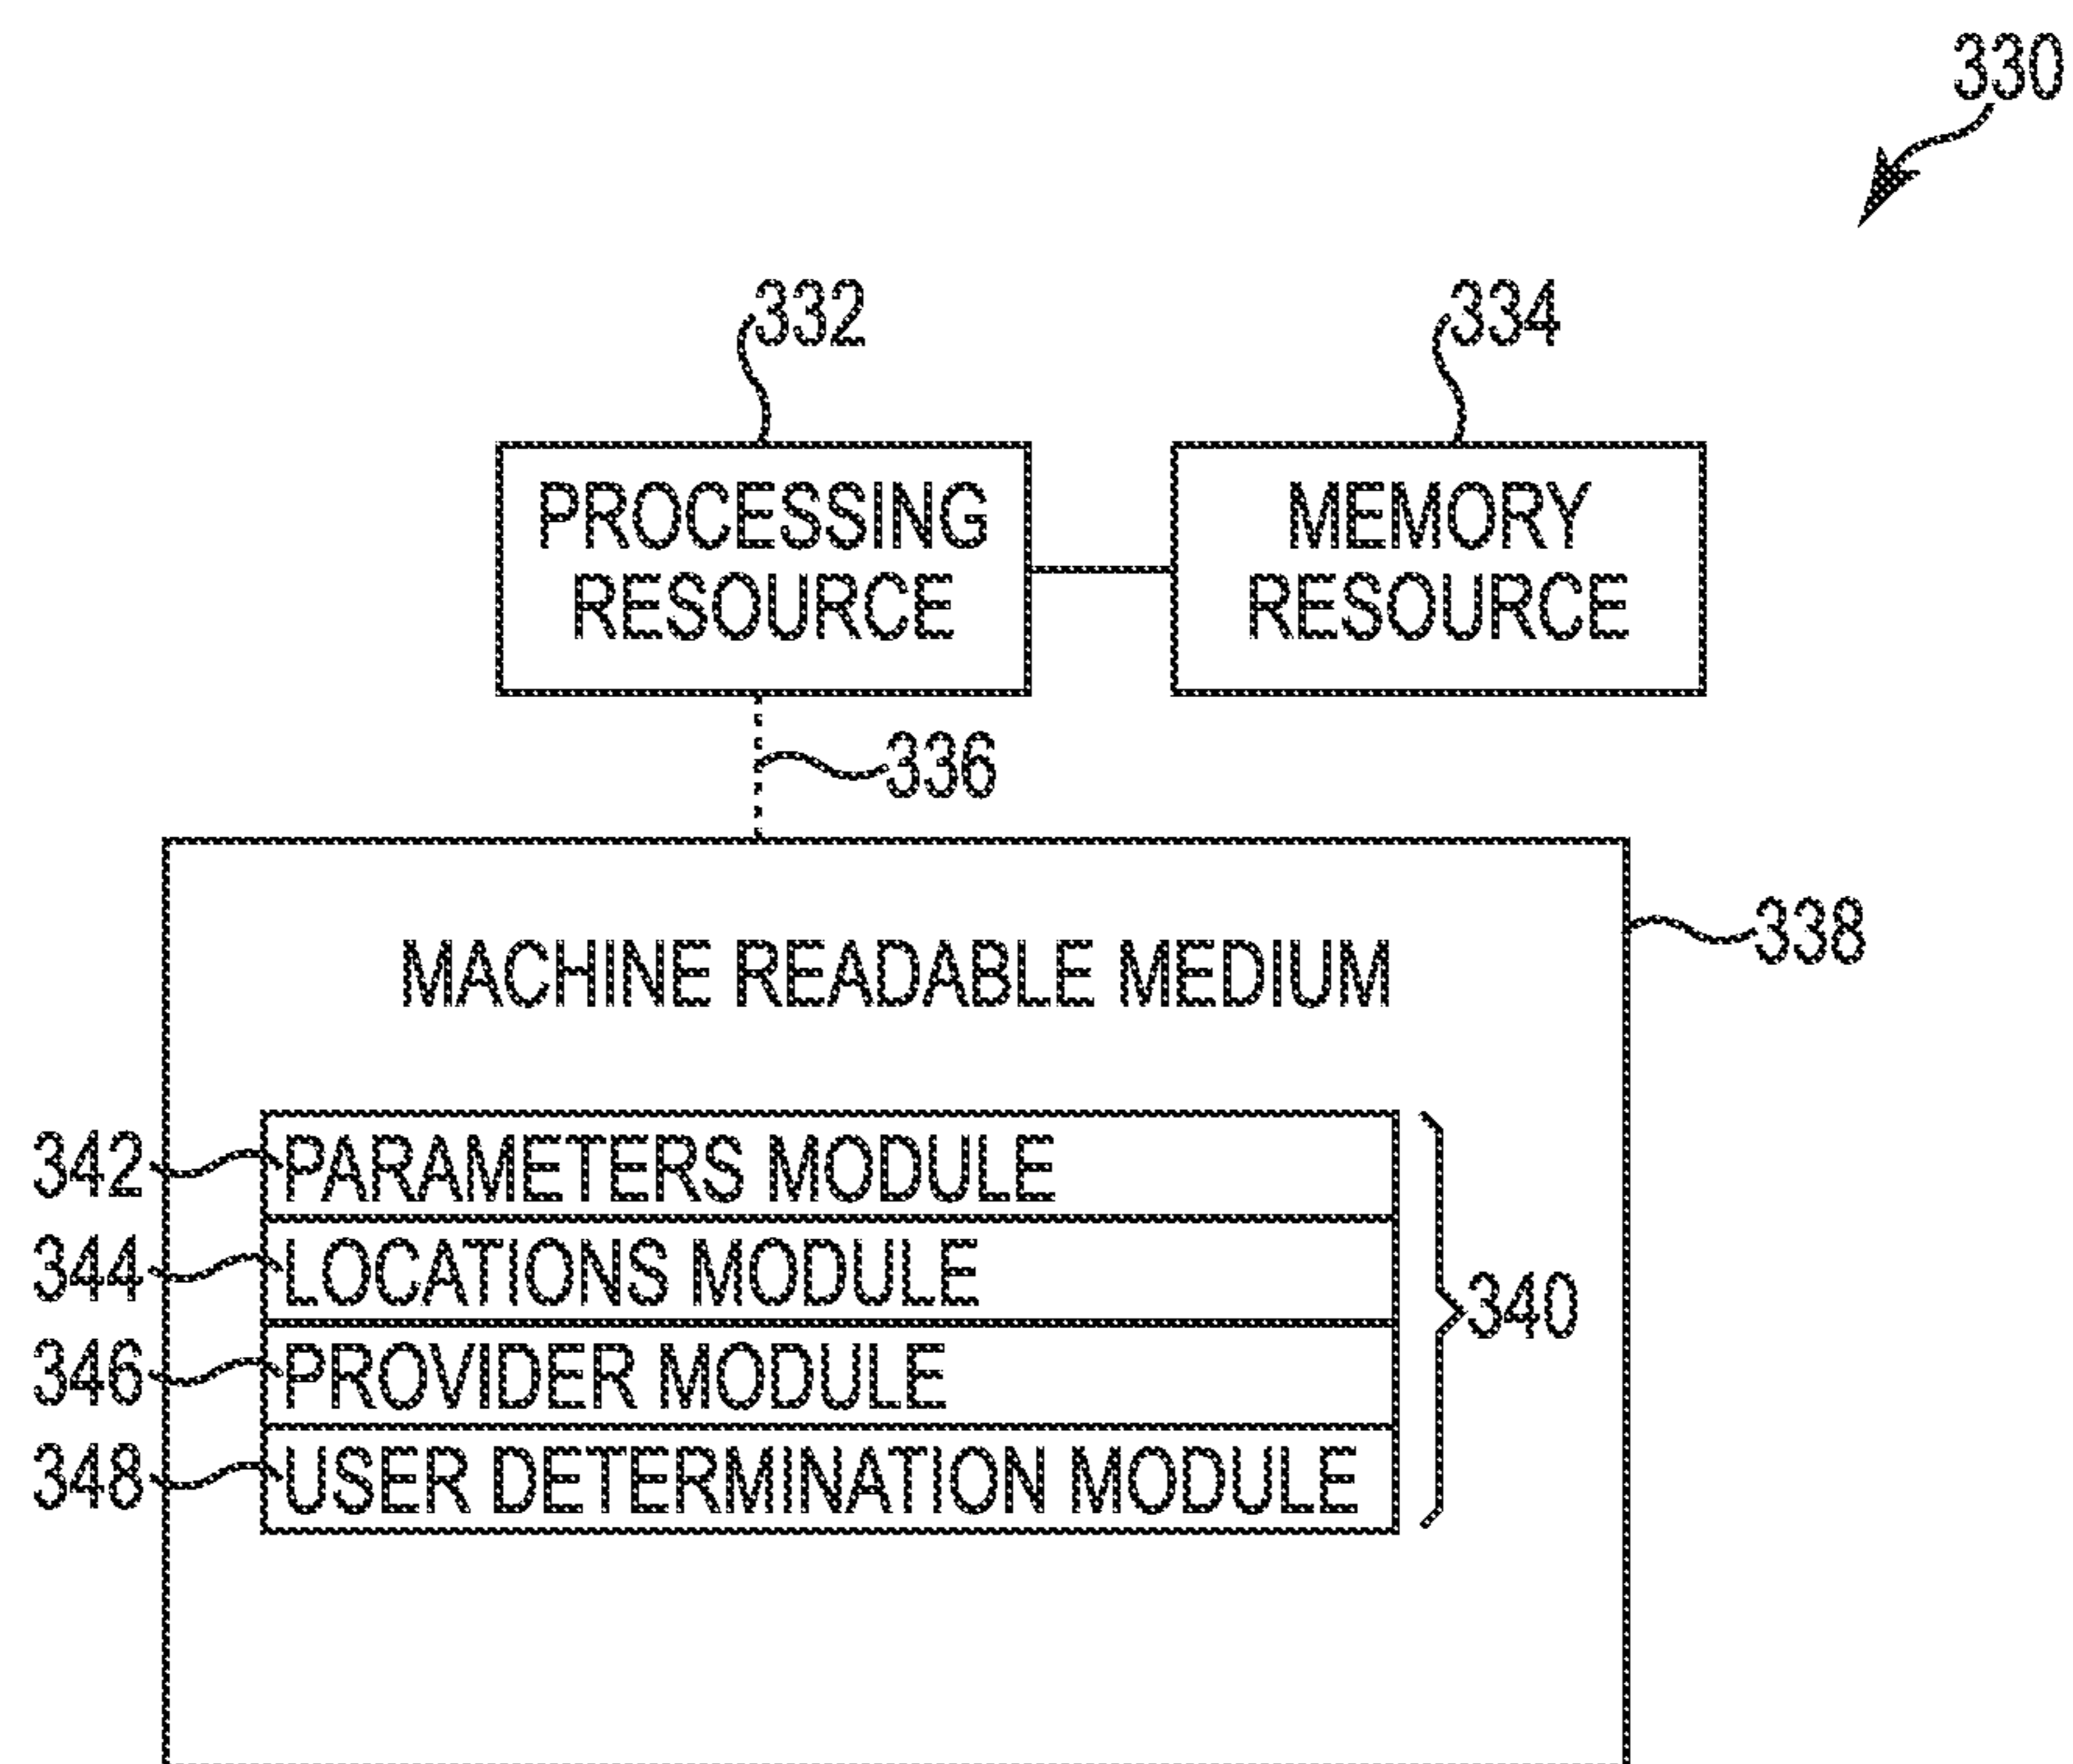 330
332
334
PROCESSING
RESOURCE
MEMORY
RESOURCE
336
338
MACHINE READABLE MEDIUM
342 PARAMETERS MODULE
344 LOCATIONS MODULE
340
346 PROVIDER MODULE
348 USER DETERMINATION MODULE